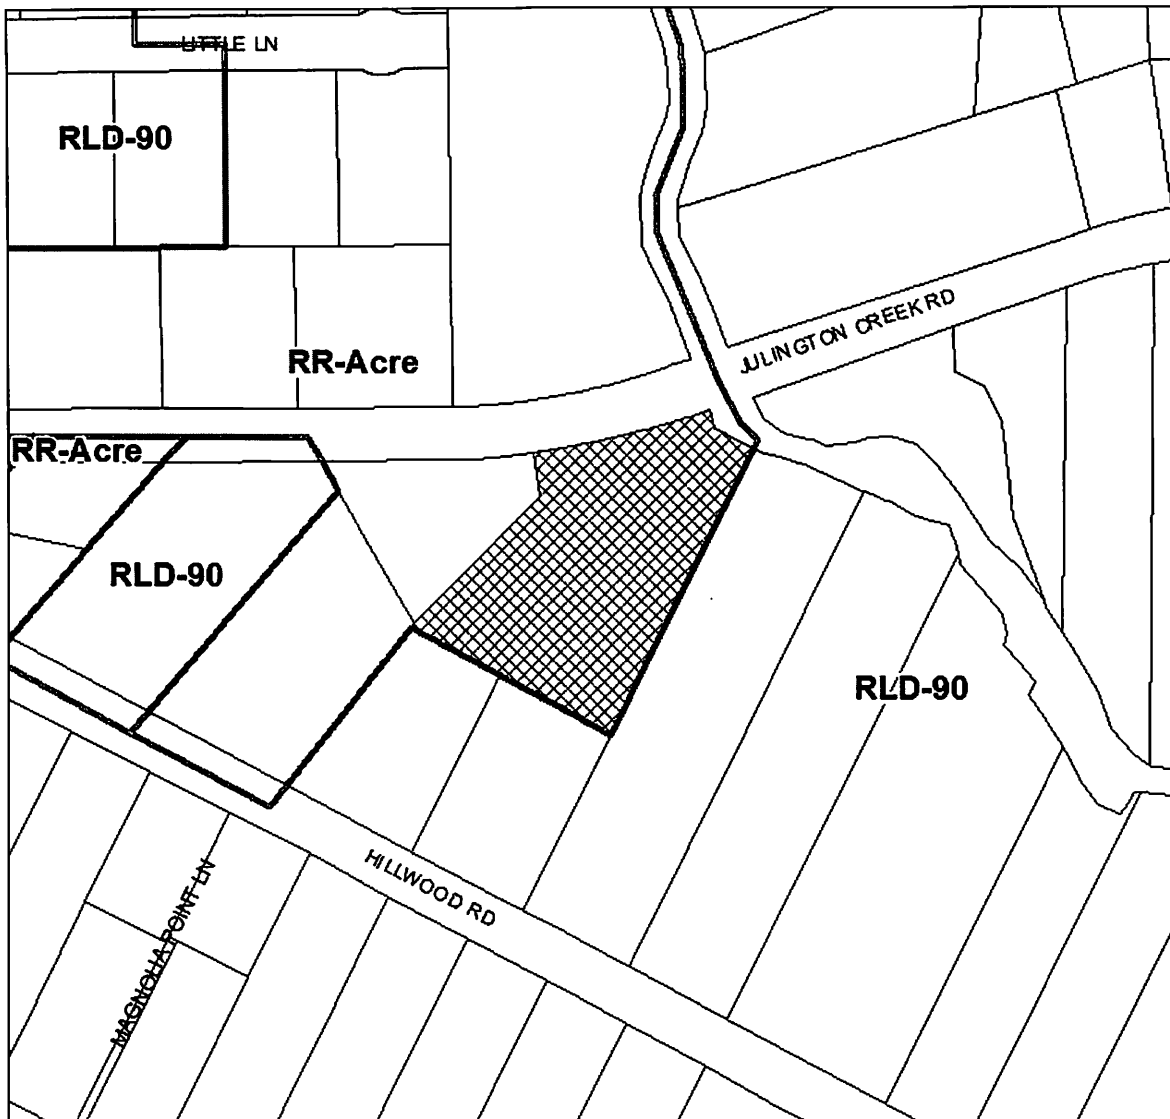 LITTLE LN
RLD-90
JULINGTON CREEK RD
RR-Acre
RR-Acre
RLD-90
RLD-90
HILLWOOD RD
MAGNOLIA POINT LN